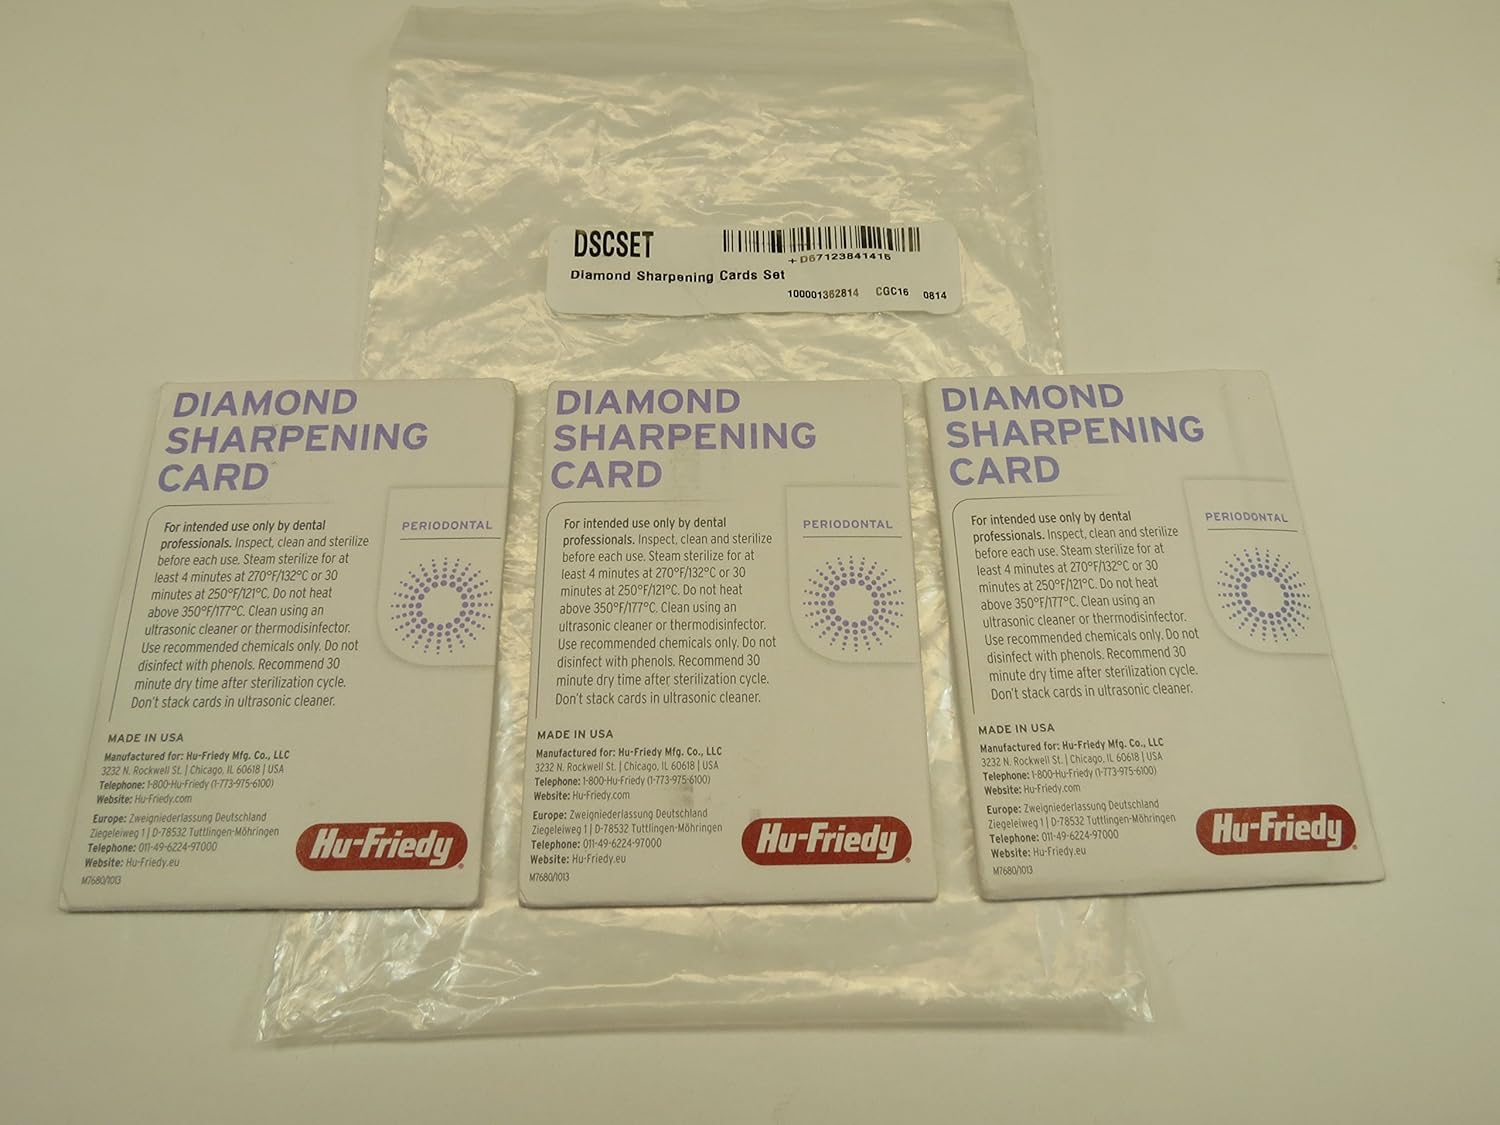 DSCSET
+D67123841416
Diamond Sharpening Cards Set
100001362814 CGC16 0814
DIAMOND
SHARPENING
CARD
For intended use only by dental
professionals. Inspect, clean and sterilize
before each use. Steam sterilize for at
least 4 minutes at 270°F/132°C or 30
minutes at 250°F/121°C. Do not heat
above 350°F/177°C. Clean using an
ultrasonic cleaner or thermodisinfector.
Use recommended chemicals only. Do not
disinfect with phenols. Recommend 30
minute dry time after sterilization cycle.
Don't stack cards in ultrasonic cleaner.
PERIODONTAL
MADE IN USA
Manufactured for: Hu-Friedy Mfg. Co., LLC
3232 N. Rockwell St. | Chicago, IL 60618 | USA
Telephone: 1-800-Hu-Friedy (1-773-975-6100)
Website: Hu-Friedy.com
Europe: Zweigniederlassung Deutschland
Ziegeleiweg 1 | D-78532 Tuttlingen-Möhringen
Telephone: 011-49-6224-97000
Website: Hu-Friedy.eu
M7680/1013
Hu-Friedy®
DIAMOND
SHARPENING
CARD
For intended use only by dental
professionals. Inspect, clean and sterilize
before each use. Steam sterilize for at
least 4 minutes at 270°F/132°C or 30
minutes at 250°F/121°C. Do not heat
above 350°F/177°C. Clean using an
ultrasonic cleaner or thermodisinfector.
Use recommended chemicals only. Do not
disinfect with phenols. Recommend 30
minute dry time after sterilization cycle.
Don't stack cards in ultrasonic cleaner.
PERIODONTAL
MADE IN USA
Manufactured for: Hu-Friedy Mfg. Co., LLC
3232 N. Rockwell St. | Chicago, IL 60618 | USA
Telephone: 1-800-Hu-Friedy (1-773-975-6100)
Website: Hu-Friedy.com
Europe: Zweigniederlassung Deutschland
Ziegeleiweg 1 | D-78532 Tuttlingen-Möhringen
Telephone: 011-49-6224-97000
Website: Hu-Friedy.eu
M7680/1013
Hu-Friedy®
DIAMOND
SHARPENING
CARD
For intended use only by dental
professionals. Inspect, clean and sterilize
before each use. Steam sterilize for at
least 4 minutes at 270°F/132°C or 30
minutes at 250°F/121°C. Do not heat
above 350°F/177°C. Clean using an
ultrasonic cleaner or thermodisinfector.
Use recommended chemicals only. Do not
disinfect with phenols. Recommend 30
minute dry time after sterilization cycle.
Don't stack cards in ultrasonic cleaner.
PERIODONTAL
MADE IN USA
Manufactured for: Hu-Friedy Mfg. Co., LLC
3232 N. Rockwell St. | Chicago, IL 60618 | USA
Telephone: 1-800-Hu-Friedy (1-773-975-6100)
Website: Hu-Friedy.com
Europe: Zweigniederlassung Deutschland
Ziegeleiweg 1 | D-78532 Tuttlingen-Möhringen
Telephone: 011-49-6224-97000
Website: Hu-Friedy.eu
M7680/1013
Hu-Friedy®